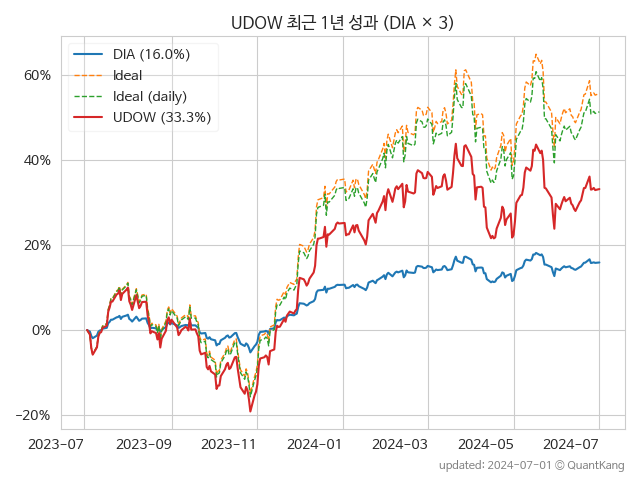 UDOW 최근 1년 성과 (DIA × 3)
DIA (16.0%)
Ideal
Ideal (daily)
UDOW (33.3%)
60%
40%
20%
0%
−20%
2023-07 2023-09 2023-11 2024-01 2024-03 2024-05 2024-07
updated: 2024-07-01 © QuantKang